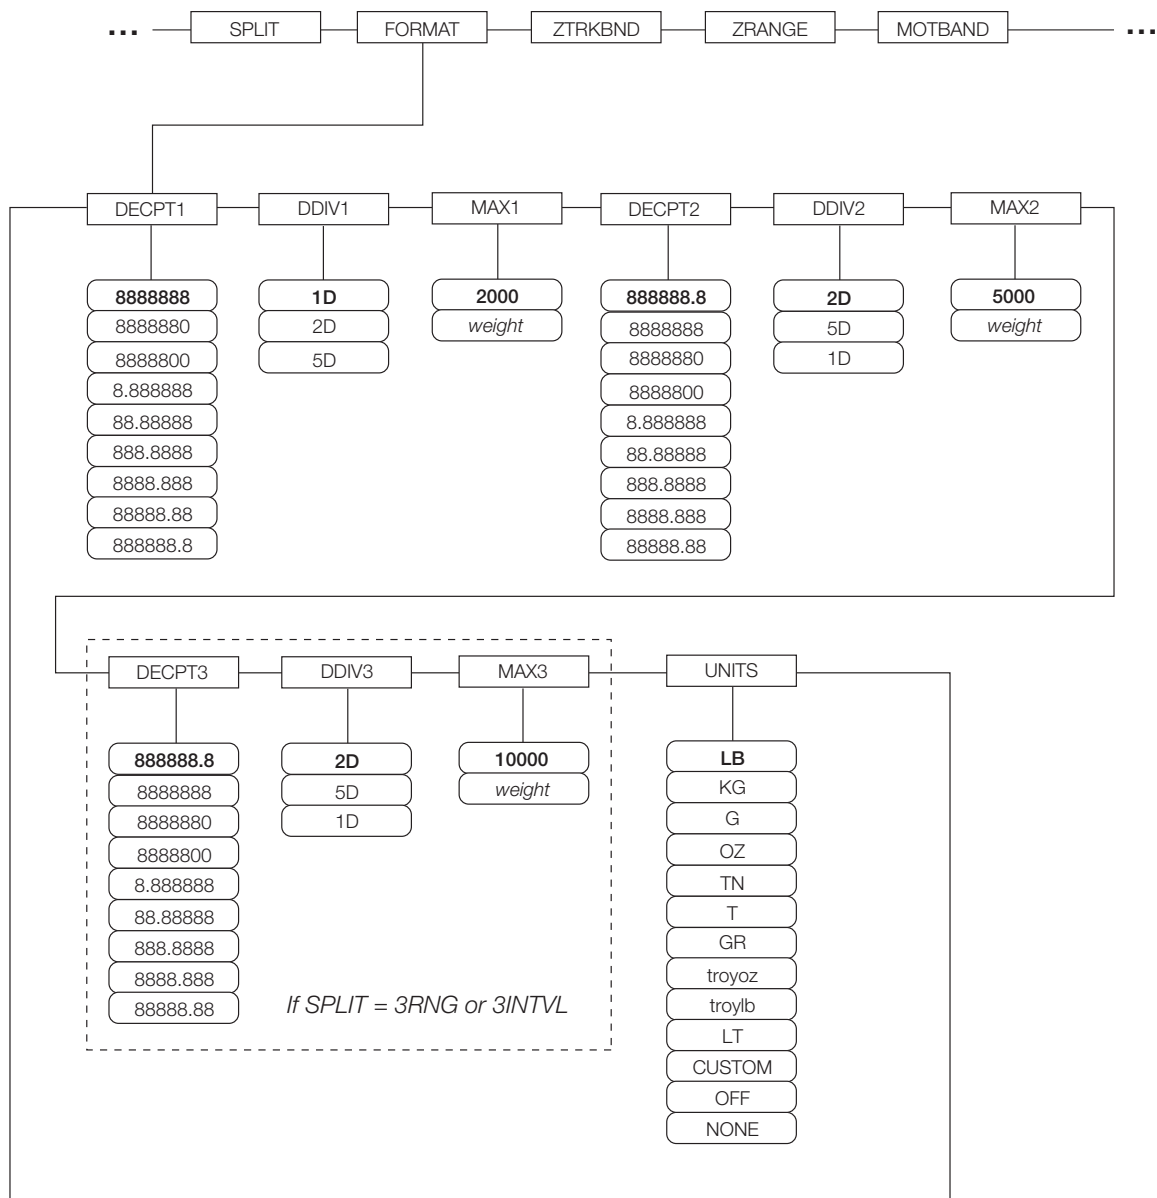 ... SPLIT FORMAT ZTRKBND ZRANGE MOTBAND ...
DECPT1 DDIV1 MAX1 DECPT2 DDIV2 MAX2
8888888 1D 2000 888888.8 2D 5000
8888880 2D weight 8888888 5D weight
8888800 5D 8888880 1D
8.888888 8888800
88.88888 8.888888
888.8888 88.88888
8888.888 888.8888
88888.88 8888.888
888888.8 88888.88
DECPT3 DDIV3 MAX3 UNITS
888888.8 2D 10000 LB
8888888 5D weight KG
8888880 1D G
8888800 OZ
8.888888 TN
88.88888 T
888.8888 GR
8888.888 troyoz
88888.88 If SPLIT = 3RNG or 3INTVL troylb
LT
CUSTOM
OFF
NONE